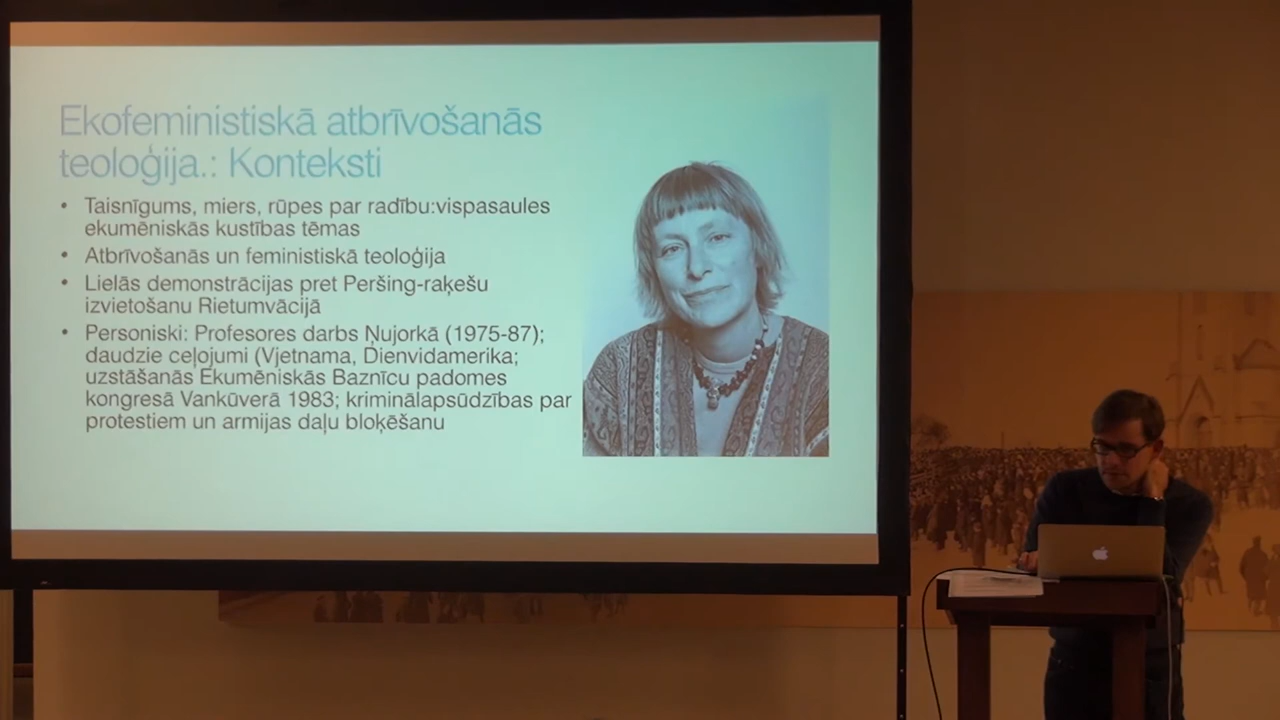 Ekofeministiskā atbrīvošanās
teoloģija.: Konteksti
• Taisnīgums, miers, rūpes par radību:vispasaules
ekumēniskās kustības tēmas
• Atbrīvošanās un feministiskā teoloģija
• Lielās demonstrācijas pret Peršing-raķešu
izvietošanu Rietumvācijā
• Personiski: Profesores darbs Ņujorkā (1975-87);
daudzie ceļojumi (Vjetnama, Dienvidamerika;
uzstāšanās Ekumēniskās Baznīcu padomes
kongresā Vankūverā 1983; kriminālapsūdzības par
protestiem un armijas daļu bloķēšanu